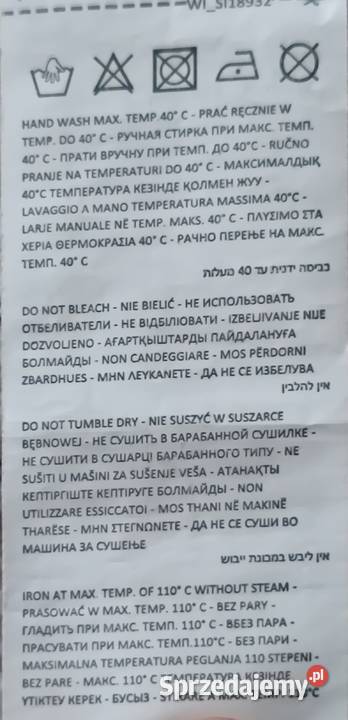 WI_SI18932
HAND WASH MAX. TEMP 40° C - PRAĆ RĘCZNIE W
TEMP. DO 40° C - РУЧНАЯ СТИРКА ПРИ МАКС. ТЕМП.
40° C - ПРАТИ ВРУЧНУ ПРИ ТЕМП. ДО 40°C - RUČNO
PRANJE NA TEMPERATURI DO 40° C - МАКСИМАЛДЫҚ
40°C ТЕМПЕРАТУРА КЕЗІНДЕ ҚОЛМЕН ЖУУ -
LAVAGGIO A MANO TEMPERATURA MASSIMA 40°C -
LARJE MANUALE NË TEMP. MAKS. 40° C - ΠΛΥΣΙΜΟ ΣΤΑ
ΧΕΡΙΑ ΘΕΡΜΟΚΡΑΣΙΑ 40° C - РАЧНО ПЕРЕЊЕ НА МАКС.
ТЕМП. 40° C
כביסה ידנית עד 40 מעלות
DO NOT BLEACH - NIE BIELIĆ - НЕ ИСПОЛЬЗОВАТЬ
ОТБЕЛИВАТЕЛИ - НЕ ВІДБІЛЮВАТИ - IZBELJIVANJE NIJE
DOZVOLJENO - АҒАРТҚЫШТАРДЫ ПАЙДАЛАНУҒА
БОЛМАЙДЫ - NON CANDEGGIARE - MOS PËRDORNI
ZBARDHUES - ΜΗΝ ΛΕΥΚΑΝΕΤΕ - ДА НЕ СЕ ИЗБЕЛУВА
אין להלבין
DO NOT TUMBLE DRY - NIE SUSZYĆ W SUSZARCE
BĘBNOWEJ - НЕ СУШИТЬ В БАРАБАННОЙ СУШИЛКЕ -
НЕ СУШИТИ В СУШАРЦІ БАРАБАННОГО ТИПУ - NE
SUŠITI U MAŠINI ZA SUŠENJE VEŠA - АТАНАҚТЫ
КЕПТІРГІШТЕ КЕПТІРУГЕ БОЛМАЙДЫ - NON
UTILIZZARE ESSICCATOI - MOS THANI NË MAKINË
THARËSE - ΜΗΝ ΣΤΕΓΝΩΝΕΤΕ - ДА НЕ СЕ СУШИ ВО
МАШИНА ЗА СУШЕЊЕ
אין ליבש במכונת ייבוש
IRON AT MAX. TEMP. OF 110° C WITHOUT STEAM -
PRASOWAĆ W MAX. TEMP. 110° C - BEZ PARY -
ГЛАДИТЬ ПРИ МАКС. ТЕМП. 110° C - ВБЕЗ ПАРА -
ПРАСУВАТИ ПРИ МАКС. ТЕМП.110°C - БЕЗ ПАРИ -
MAKSIMALNA TEMPERATURA PEGLANJA 110 STEPENI -
BEZ PARE - МАКС. 110° C ТЕМПЕРАТУРА КЕЗІНДЕ
ҮТІКТЕУ КЕРЕК - БУСЫЗ -
Sprzedajemy.pl